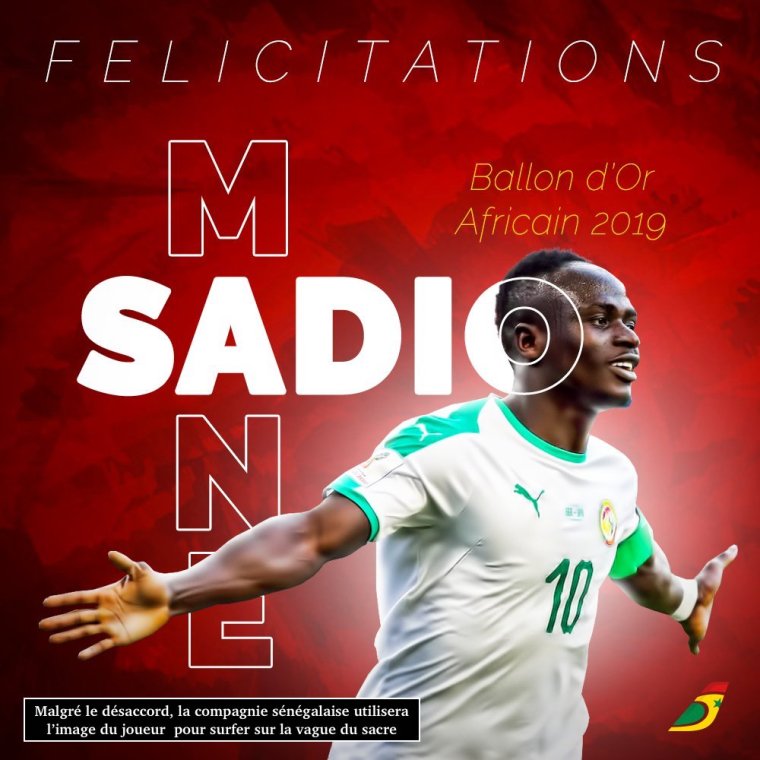 FELICITATIONS
Ballon d'Or
Africain 2019
SADIO
MANE
10
Malgré le désaccord, la compagnie sénégalaise utilisera
l'image du joueur pour surfer sur la vague du sacre